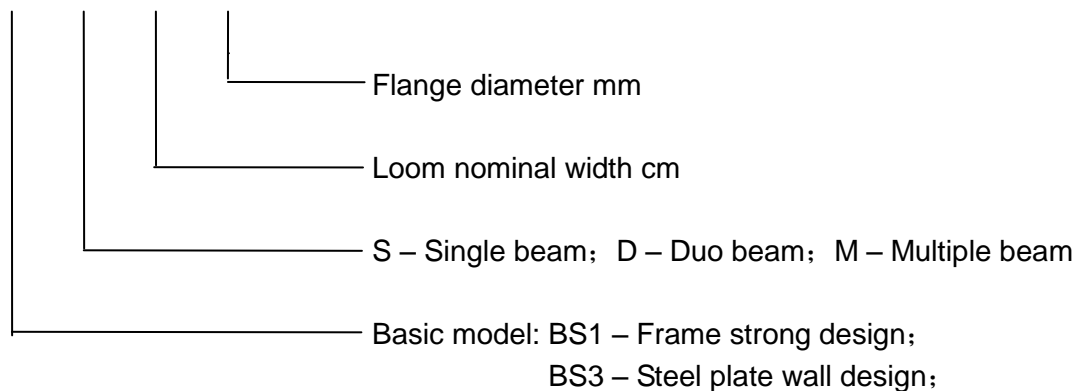 Flange diameter mm
Loom nominal width cm
S – Single beam；D – Duo beam；M – Multiple beam
Basic model: BS1 – Frame strong design；
BS3 – Steel plate wall design；